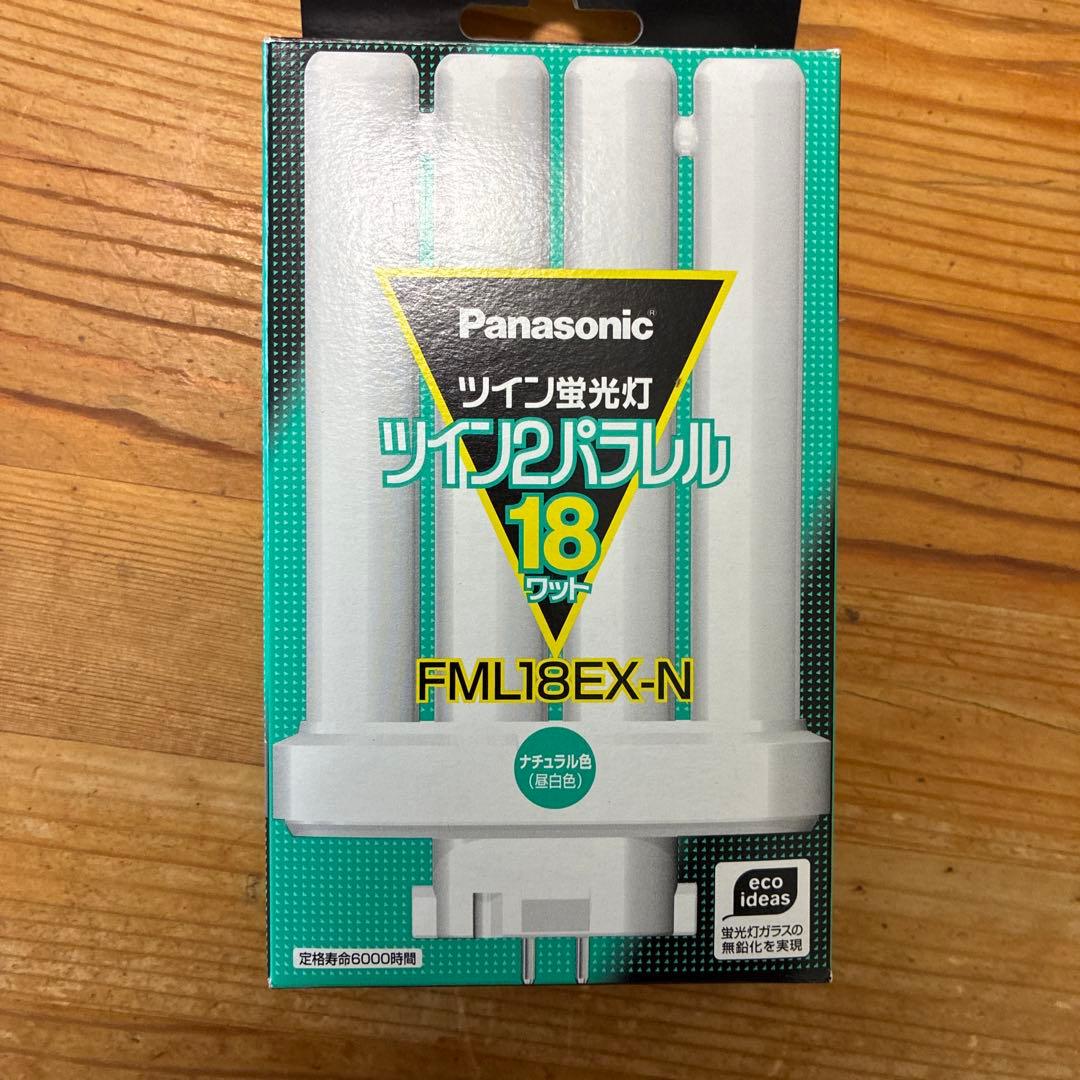 Panasonic®
ツイン蛍光灯
ツイン2パラレル
18
ワット
FML18EX-N
ナチュラル色
(昼白色)
eco
ideas
蛍光灯ガラスの
無鉛化を実現
定格寿命6000時間